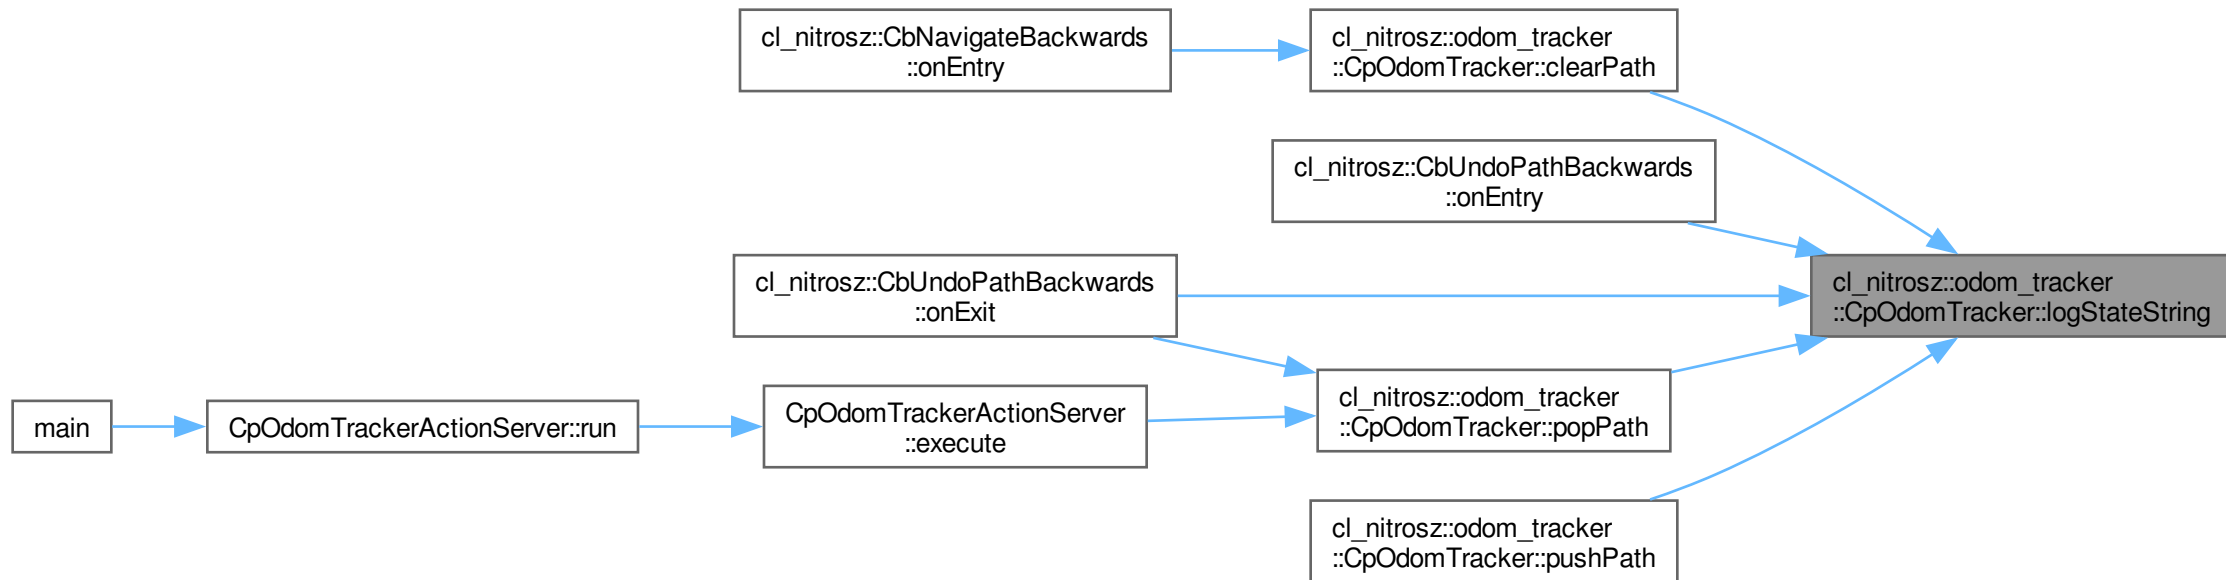 cl_nitrosz::CbNavigateBackwards
::onEntry
cl_nitrosz::odom_tracker
::CpOdomTracker::clearPath
cl_nitrosz::CbUndoPathBackwards
::onEntry
cl_nitrosz::CbUndoPathBackwards
::onExit
cl_nitrosz::odom_tracker
::CpOdomTracker::logStateString
main
CpOdomTrackerActionServer::run
CpOdomTrackerActionServer
::execute
cl_nitrosz::odom_tracker
::CpOdomTracker::popPath
cl_nitrosz::odom_tracker
::CpOdomTracker::pushPath